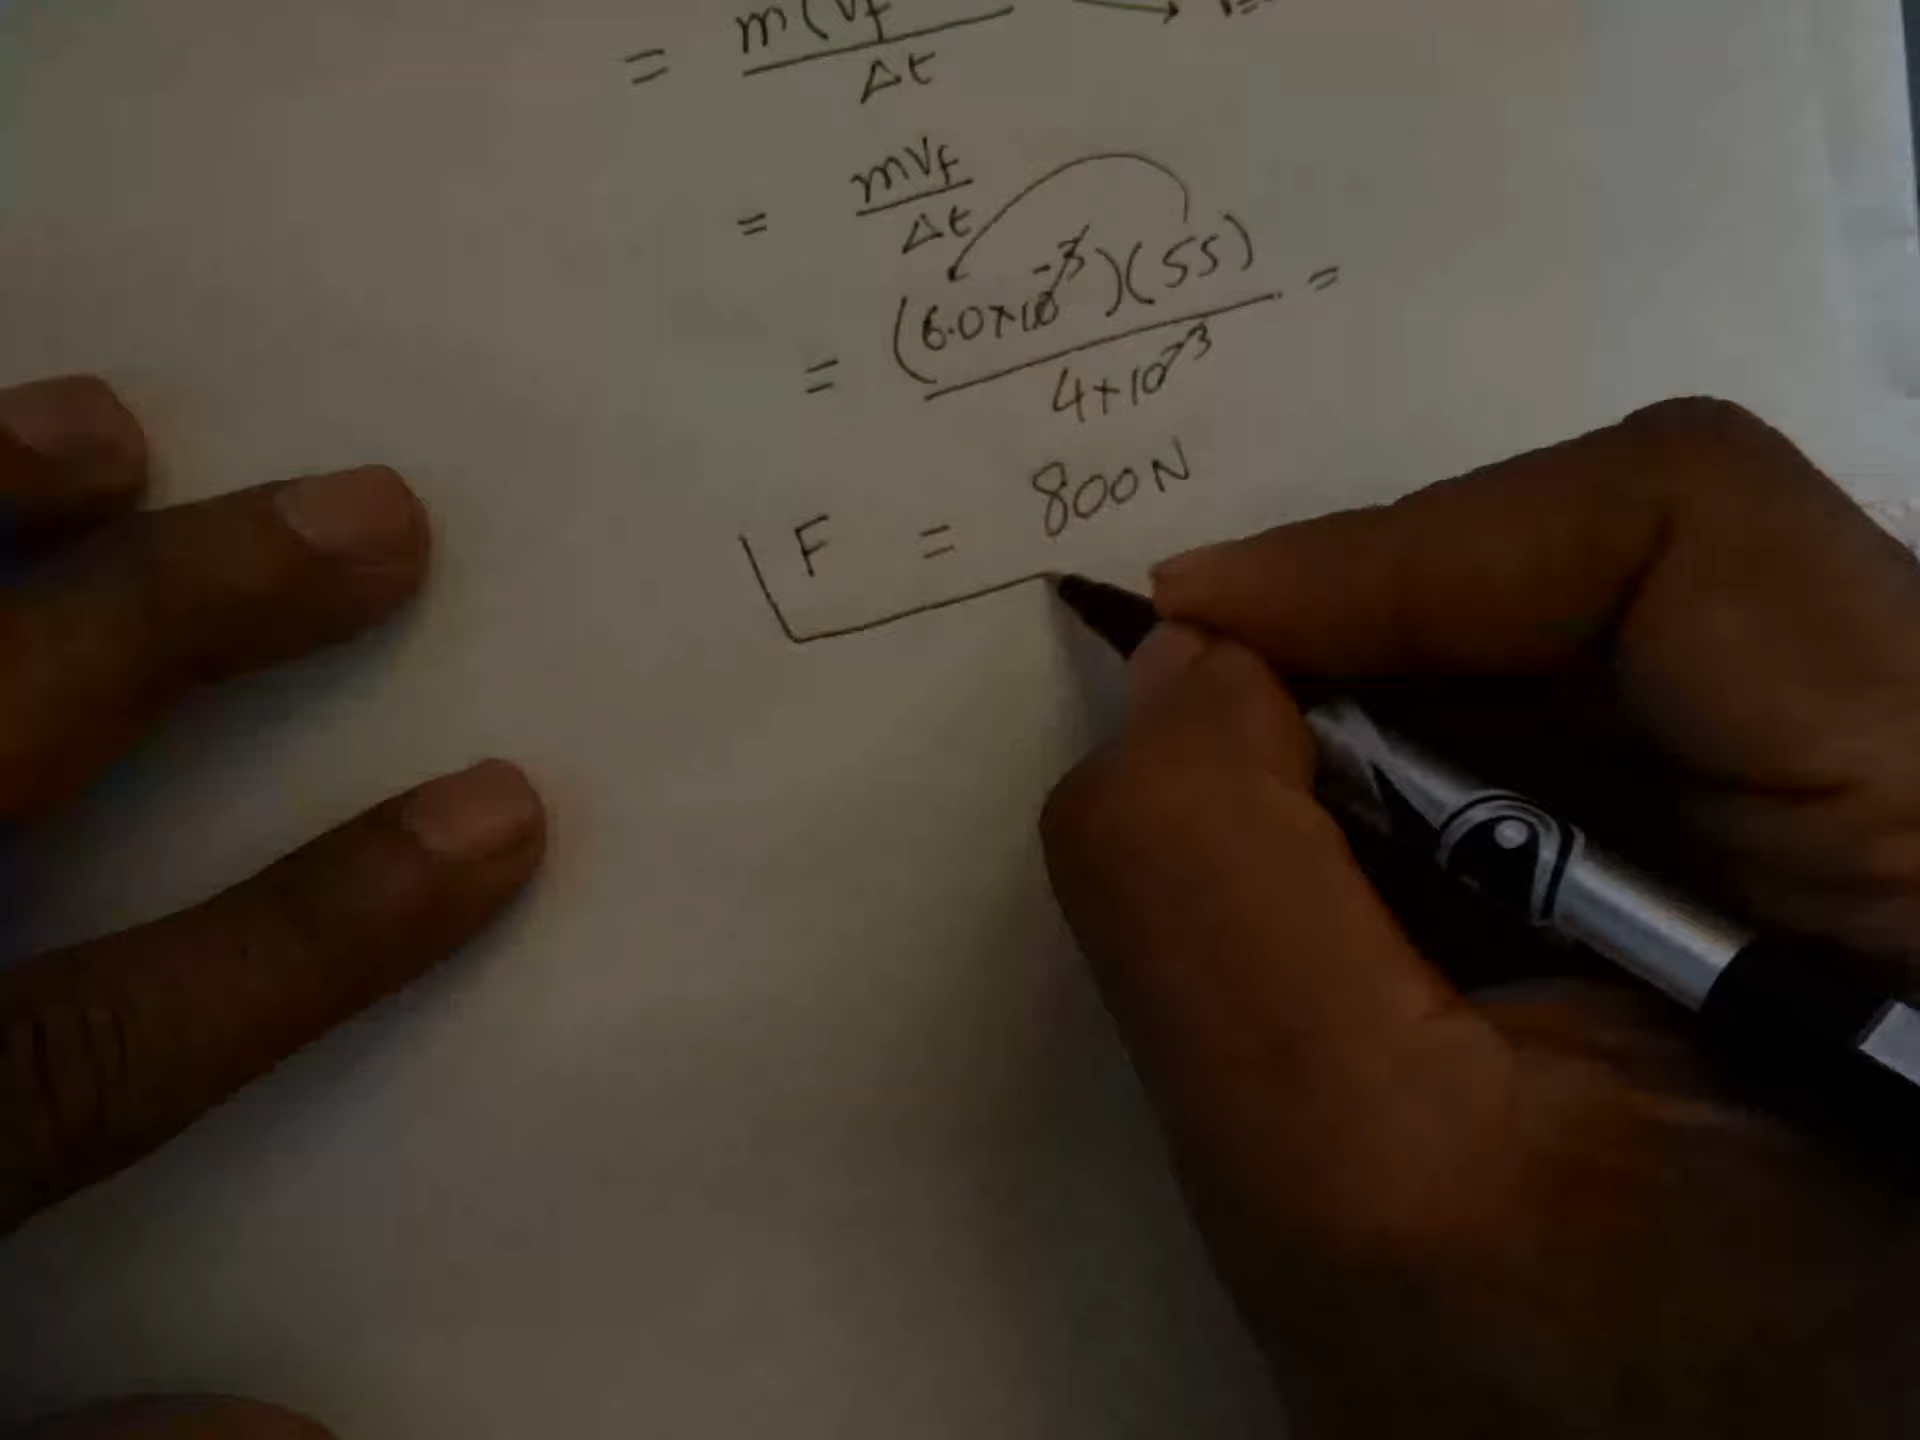 = m(Vf / Δt
= mVf / Δt
= (6.0×10^-3)(55) / 4×10^-3 =
F = 800N